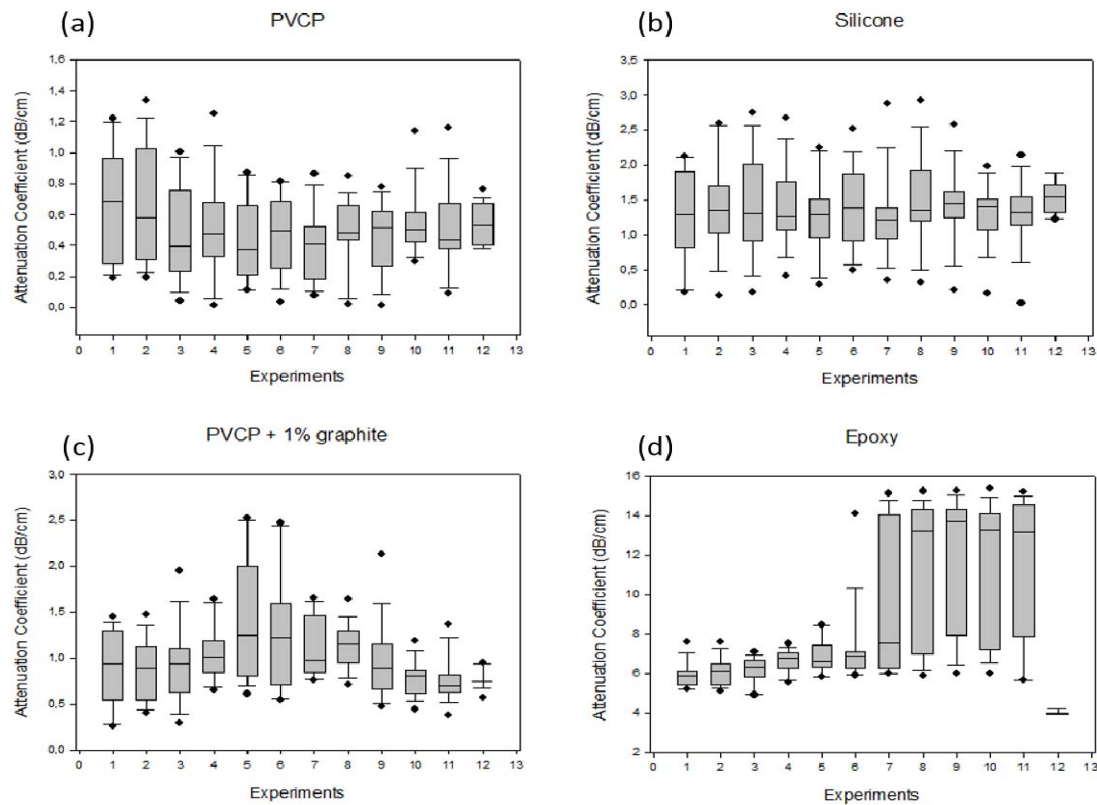 (a) PVCP
Attenuation Coefficient (dB/cm)
1,6
1,4
1,2
1,0
0,8
0,6
0,4
0,2
0,0
0 1 2 3 4 5 6 7 8 9 10 11 12 13
Experiments
(b) Silicone
Attenuation Coefficient (dB/cm)
3,5
3,0
2,5
2,0
1,5
1,0
0,5
0,0
0 1 2 3 4 5 6 7 8 9 10 11 12 13
Experiments
(c) PVCP + 1% graphite
Attenuation Coefficient (dB/cm)
3,0
2,5
2,0
1,5
1,0
0,5
0,0
0 1 2 3 4 5 6 7 8 9 10 11 12 13
Experiments
(d) Epoxy
Attenuation Coefficient (dB/cm)
16
14
12
10
8
6
4
2
0 1 2 3 4 5 6 7 8 9 10 11 12 13
Experiments